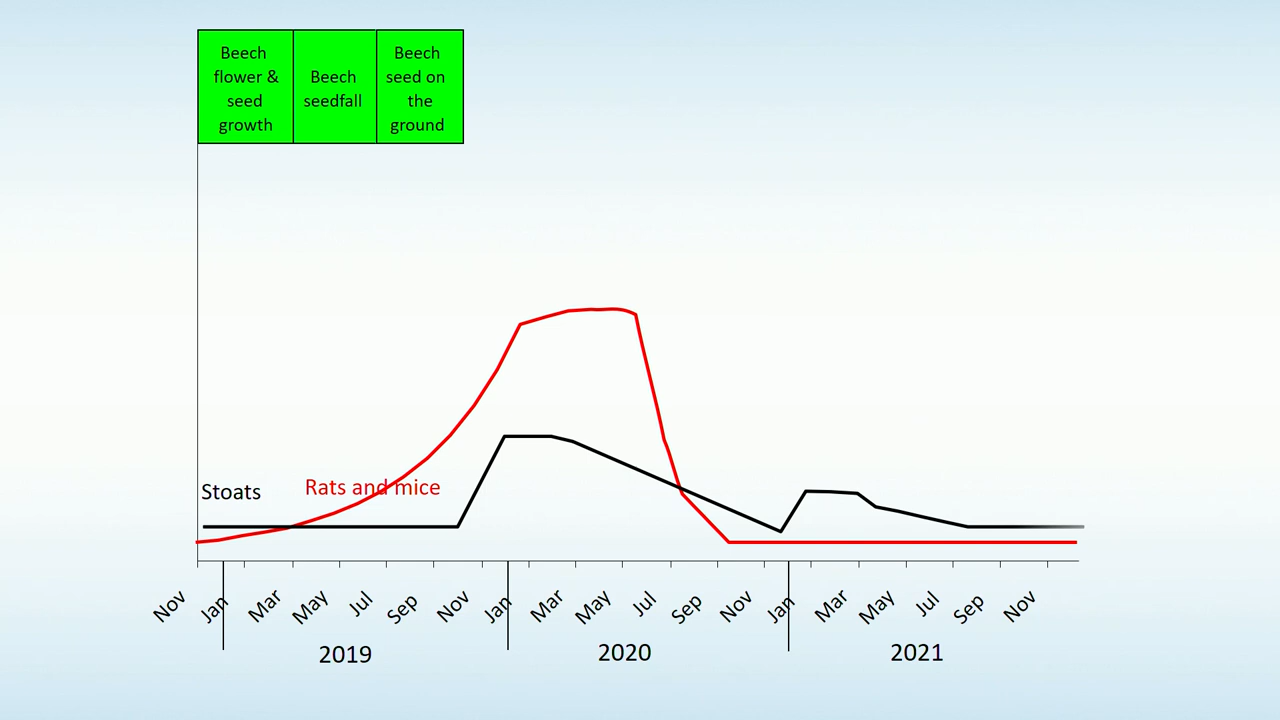 Beech
flower &
seed
growth
Beech
seedfall
Beech
seed on
the
ground
Stoats
Rats and mice
Nov
Jan
Mar
May
Jul
Sep
Nov
Jan
Mar
May
Jul
Sep
Nov
Jan
Mar
May
Jul
Sep
Nov
2019
2020
2021